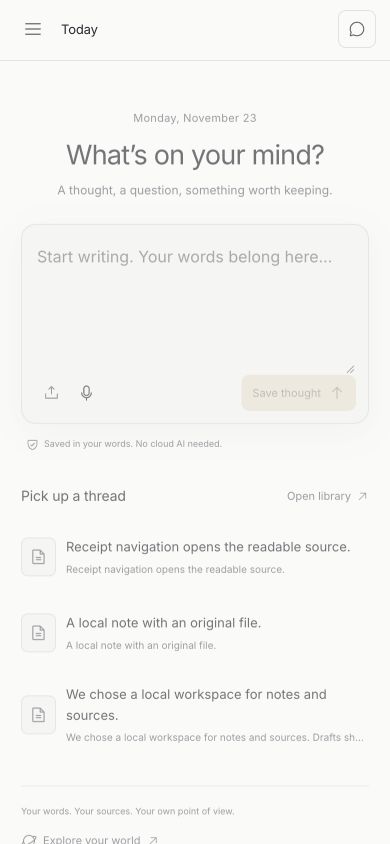 Today
Monday, November 23
What’s on your mind?
A thought, a question, something worth keeping.
Start writing. Your words belong here...
Save thought
Saved in your words. No cloud AI needed.
Pick up a thread
Open library
Receipt navigation opens the readable source.
Receipt navigation opens the readable source.
A local note with an original file.
A local note with an original file.
We chose a local workspace for notes and
sources.
We chose a local workspace for notes and sources. Drafts sh...
Your words. Your sources. Your own point of view.
Explore your world